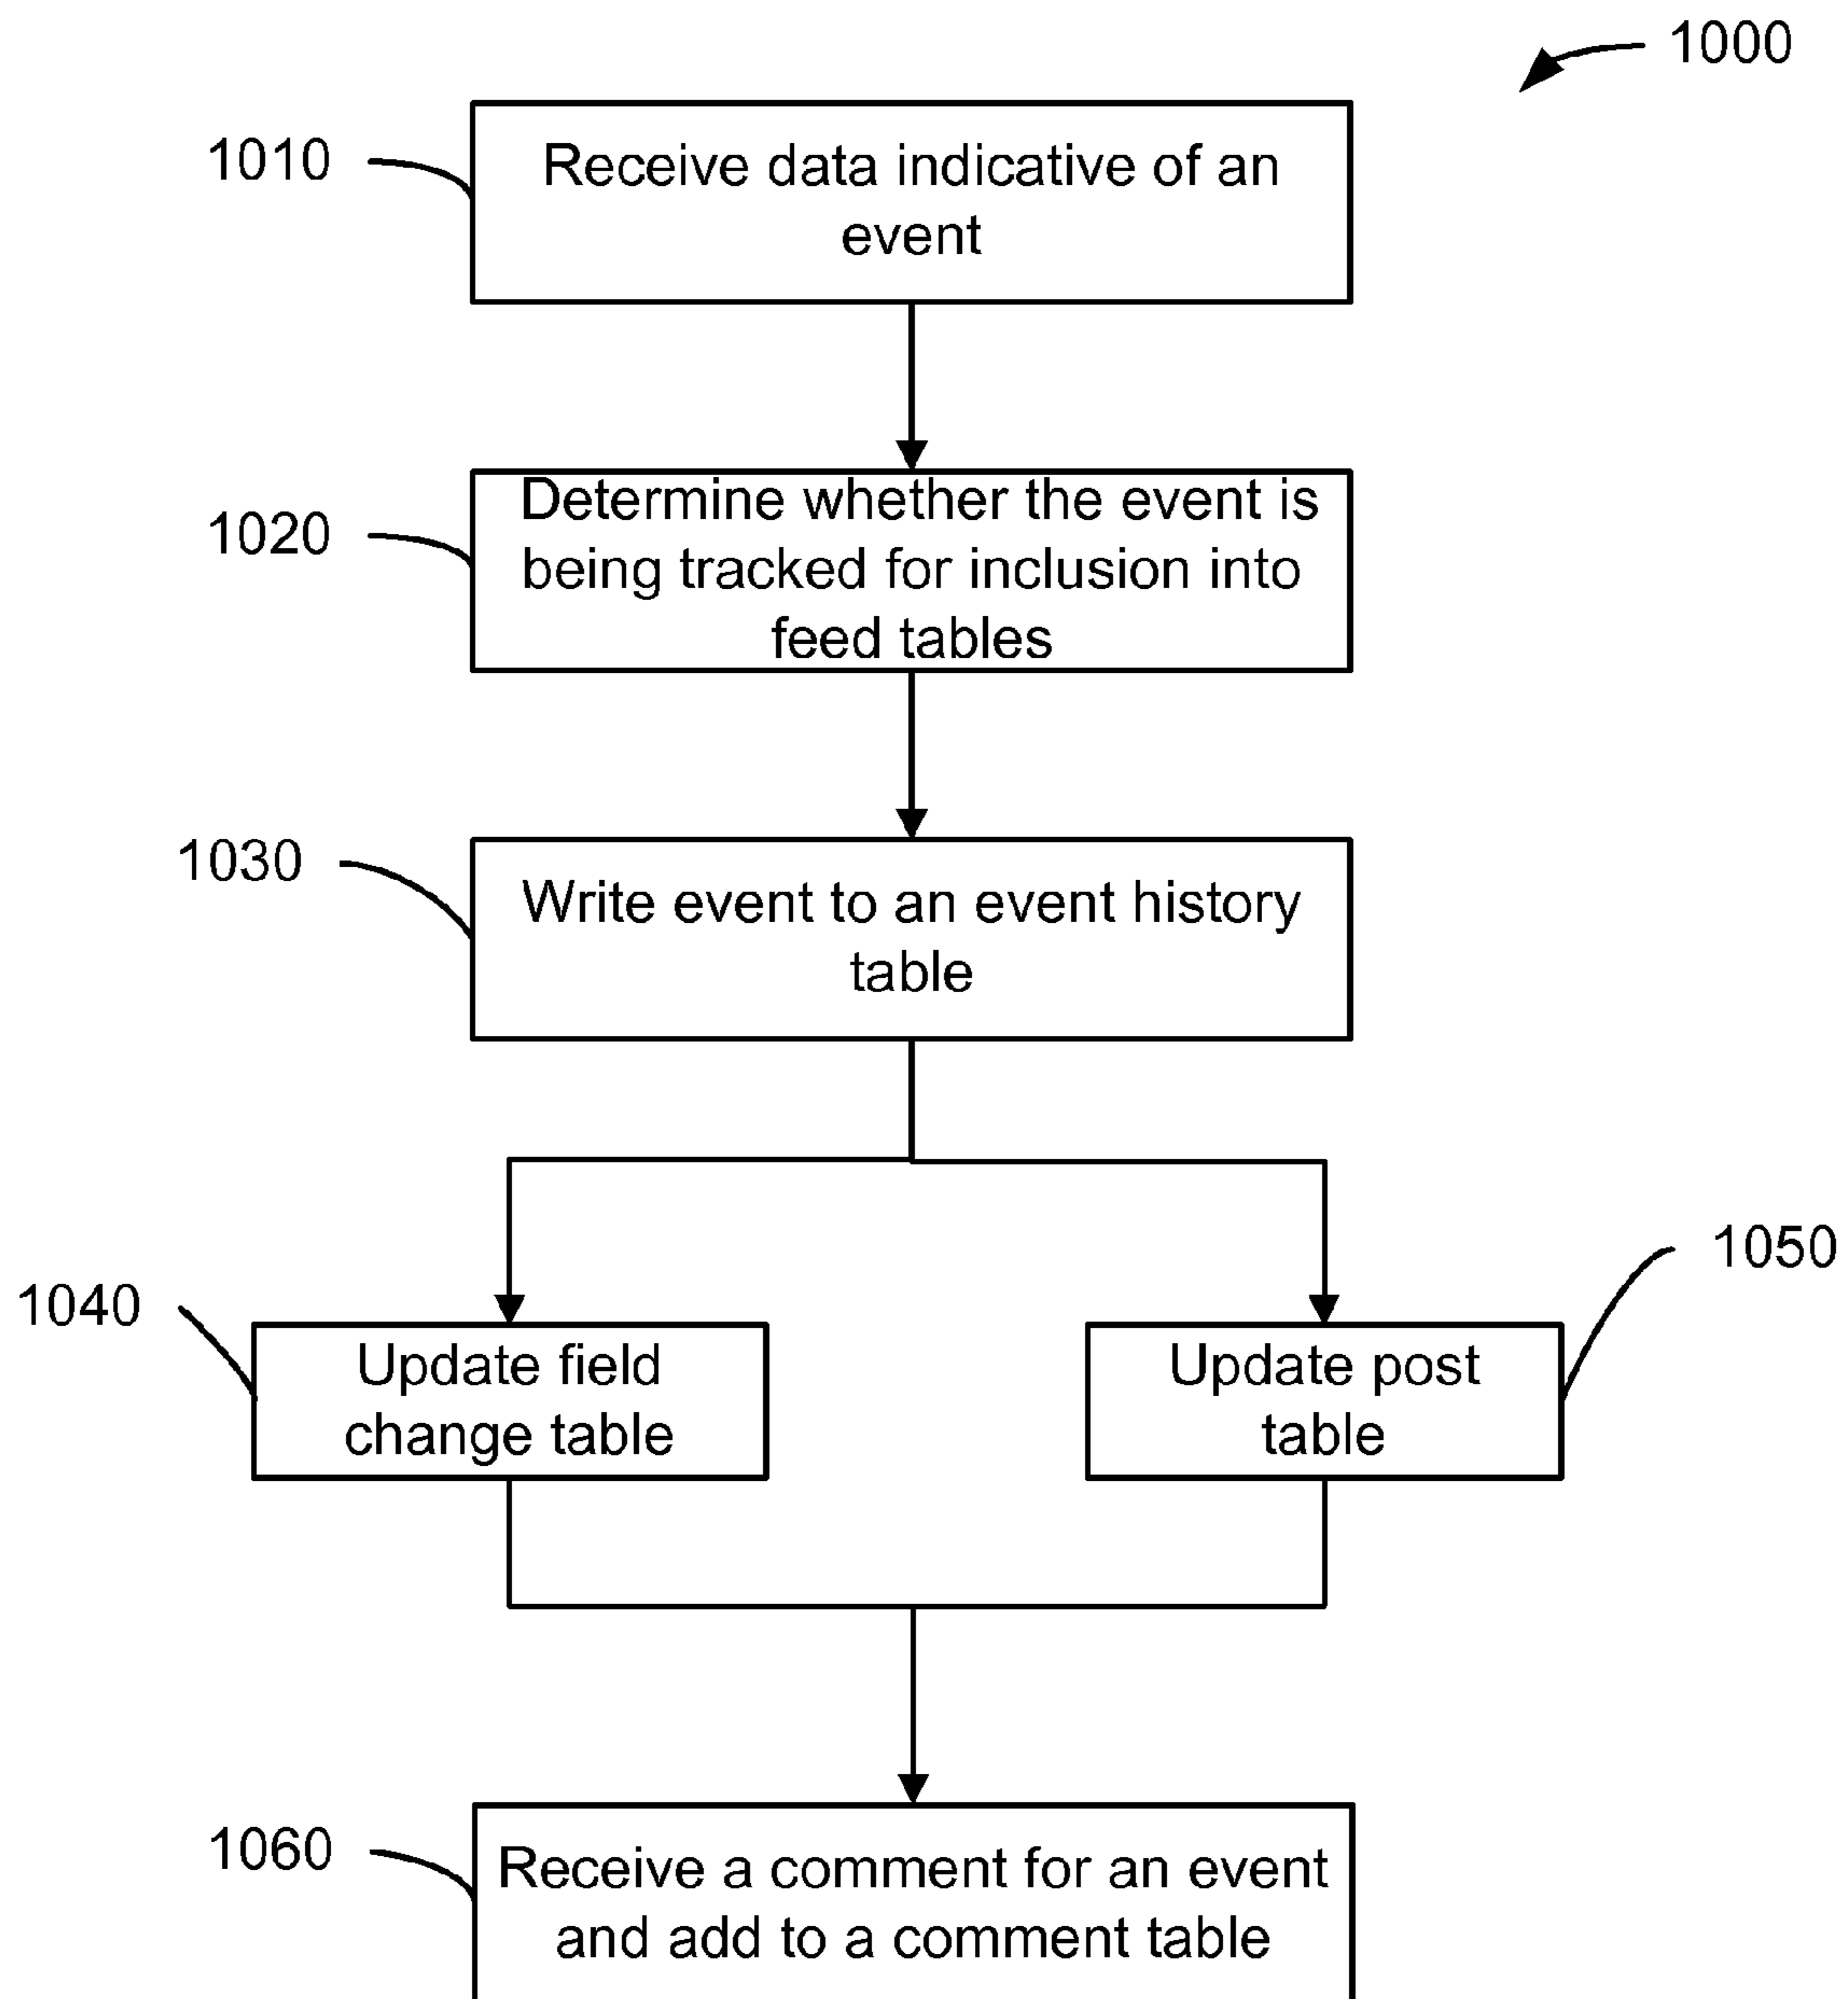 1000
1010
Receive data indicative of an
event
1020
Determine whether the event is
being tracked for inclusion into
feed tables
1030
Write event to an event history
table
1040
Update field
change table
1050
Update post
table
1060
Receive a comment for an event
and add to a comment table